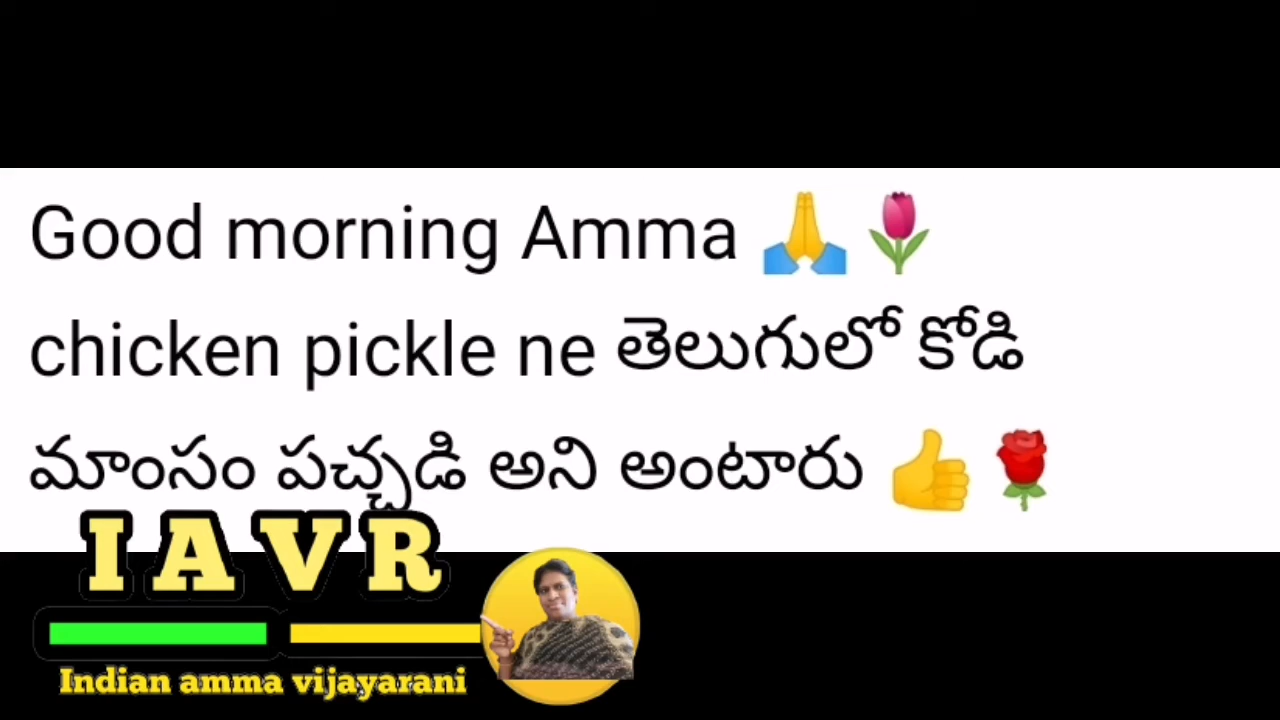 Good morning Amma 🙏🌷
chicken pickle ne తెలుగులో కోడి
మాంసం పచ్చడి అని అంటారు 👍🌹
IAVR
Indian amma vijayarani